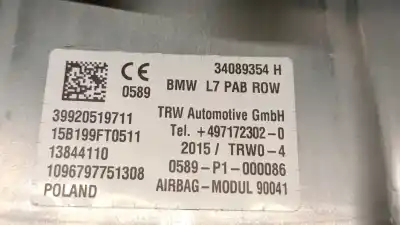 34089354 H
CE
0589
BMW L7 PAB ROW
39920519711
TRW Automotive GmbH
15B199FT0511
Tel. +497172302-0
13844110
2015/ TRW0-4
1096797751308
0589-P1-000086
POLAND
AIRBAG-MODUL 90041